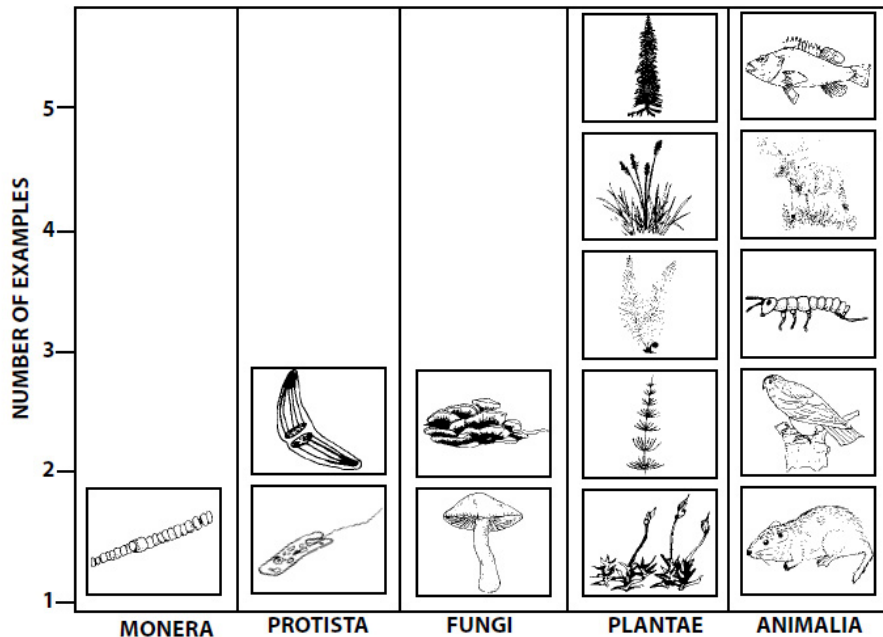 NUMBER OF EXAMPLES
5
4
3
2
1
MONERA
PROTISTA
FUNGI
PLANTAE
ANIMALIA